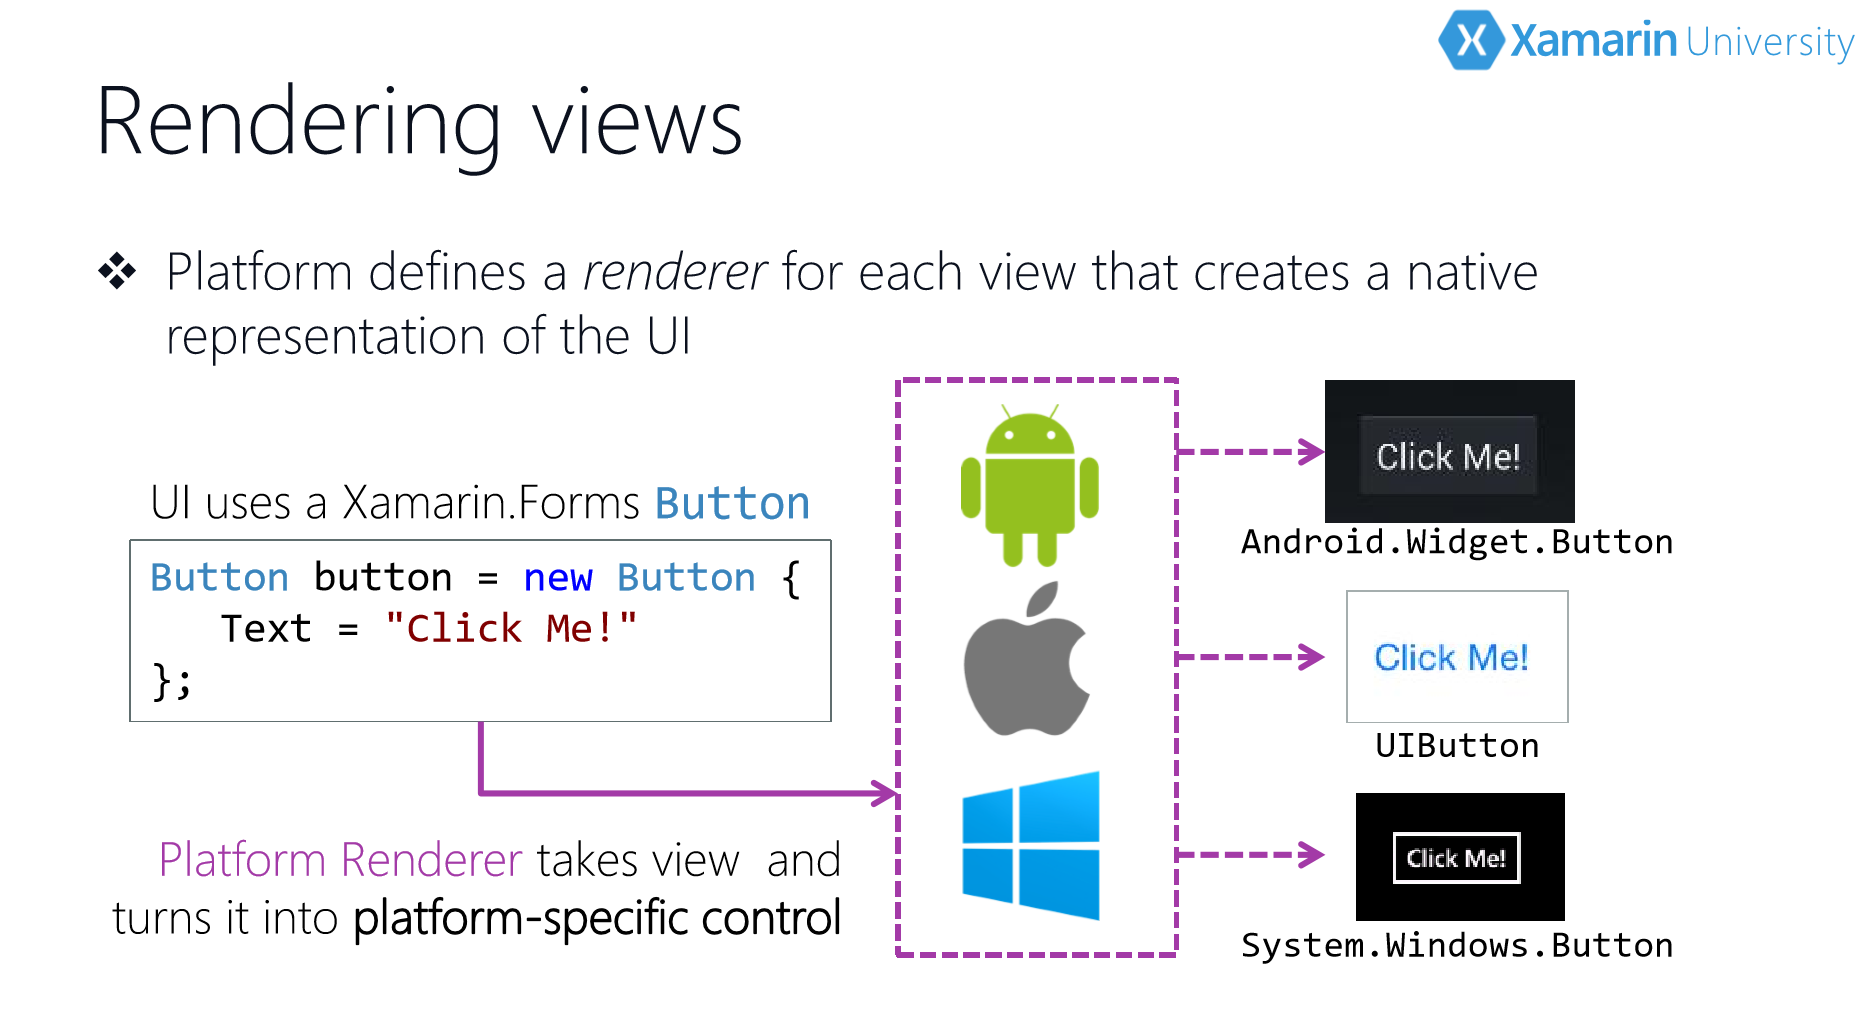 Xamarin University
Rendering views
❖ Platform defines a renderer for each view that creates a native
representation of the UI
UI uses a Xamarin.Forms Button
Button button = new Button {
   Text = "Click Me!"
};
Platform Renderer takes view  and
turns it into platform-specific control
Click Me!
Android.Widget.Button
Click Me!
UIButton
Click Me!
System.Windows.Button